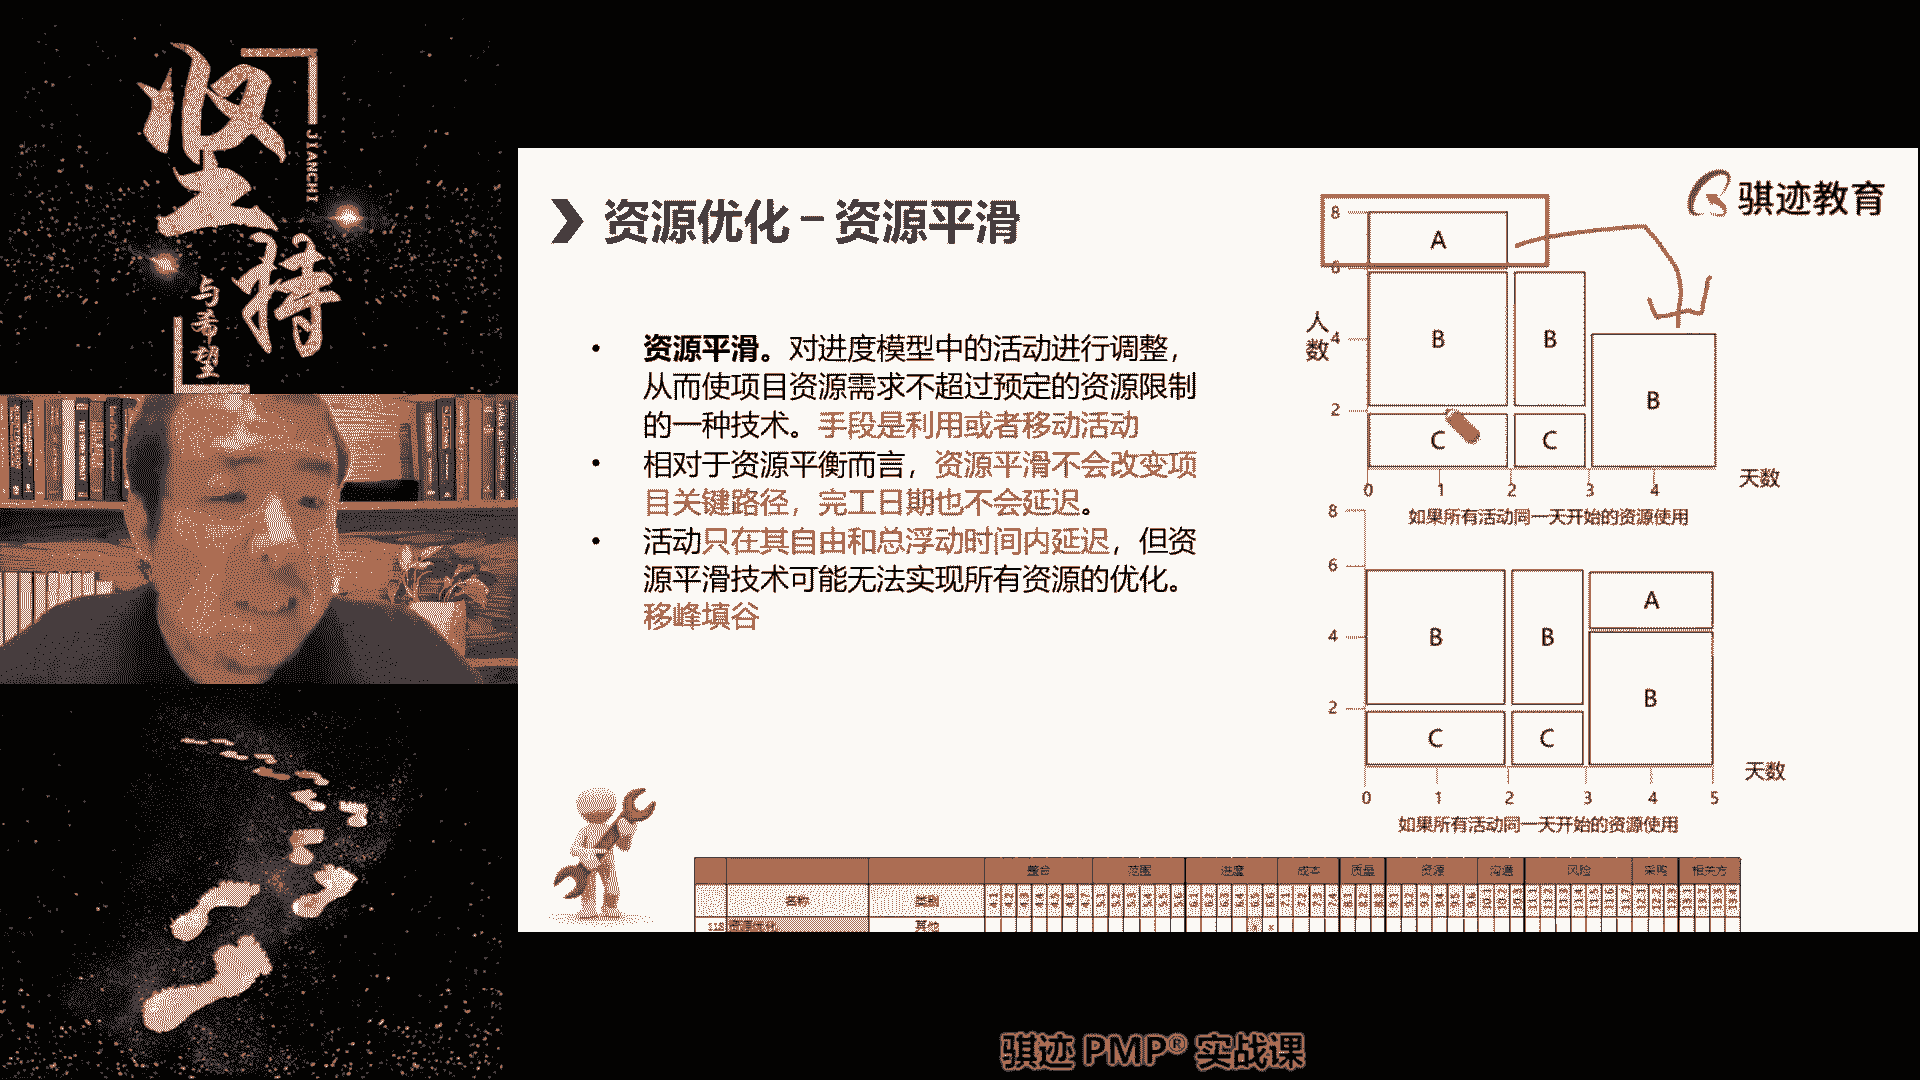 坚
持
JIANCHI
与希望
资源优化 – 资源平滑
骐迹教育
• 资源平滑。对进度模型中的活动进行调整，
从而使项目资源需求不超过预定的资源限制
的一种技术。手段是利用或者移动活动
• 相对于资源平衡而言，资源平滑不会改变项
目关键路径，完工日期也不会延迟。
• 活动只在其自由和总浮动时间内延迟，但资
源平滑技术可能无法实现所有资源的优化。
移峰填谷
8
A
6
人数
4
B
B
B
2
C
C
0 1 2 3 4
天数
如果所有活动同一天开始的资源使用
8
6
A
4
B
B
B
2
C
C
天数
0 1 2 3 4 5
如果所有活动同一天开始的资源使用
整合 范围 进度 成本 质量 资源 沟通 风险 采购 相关方
名称 类别
118 资源优化 其他
骐迹 PMP® 实战课